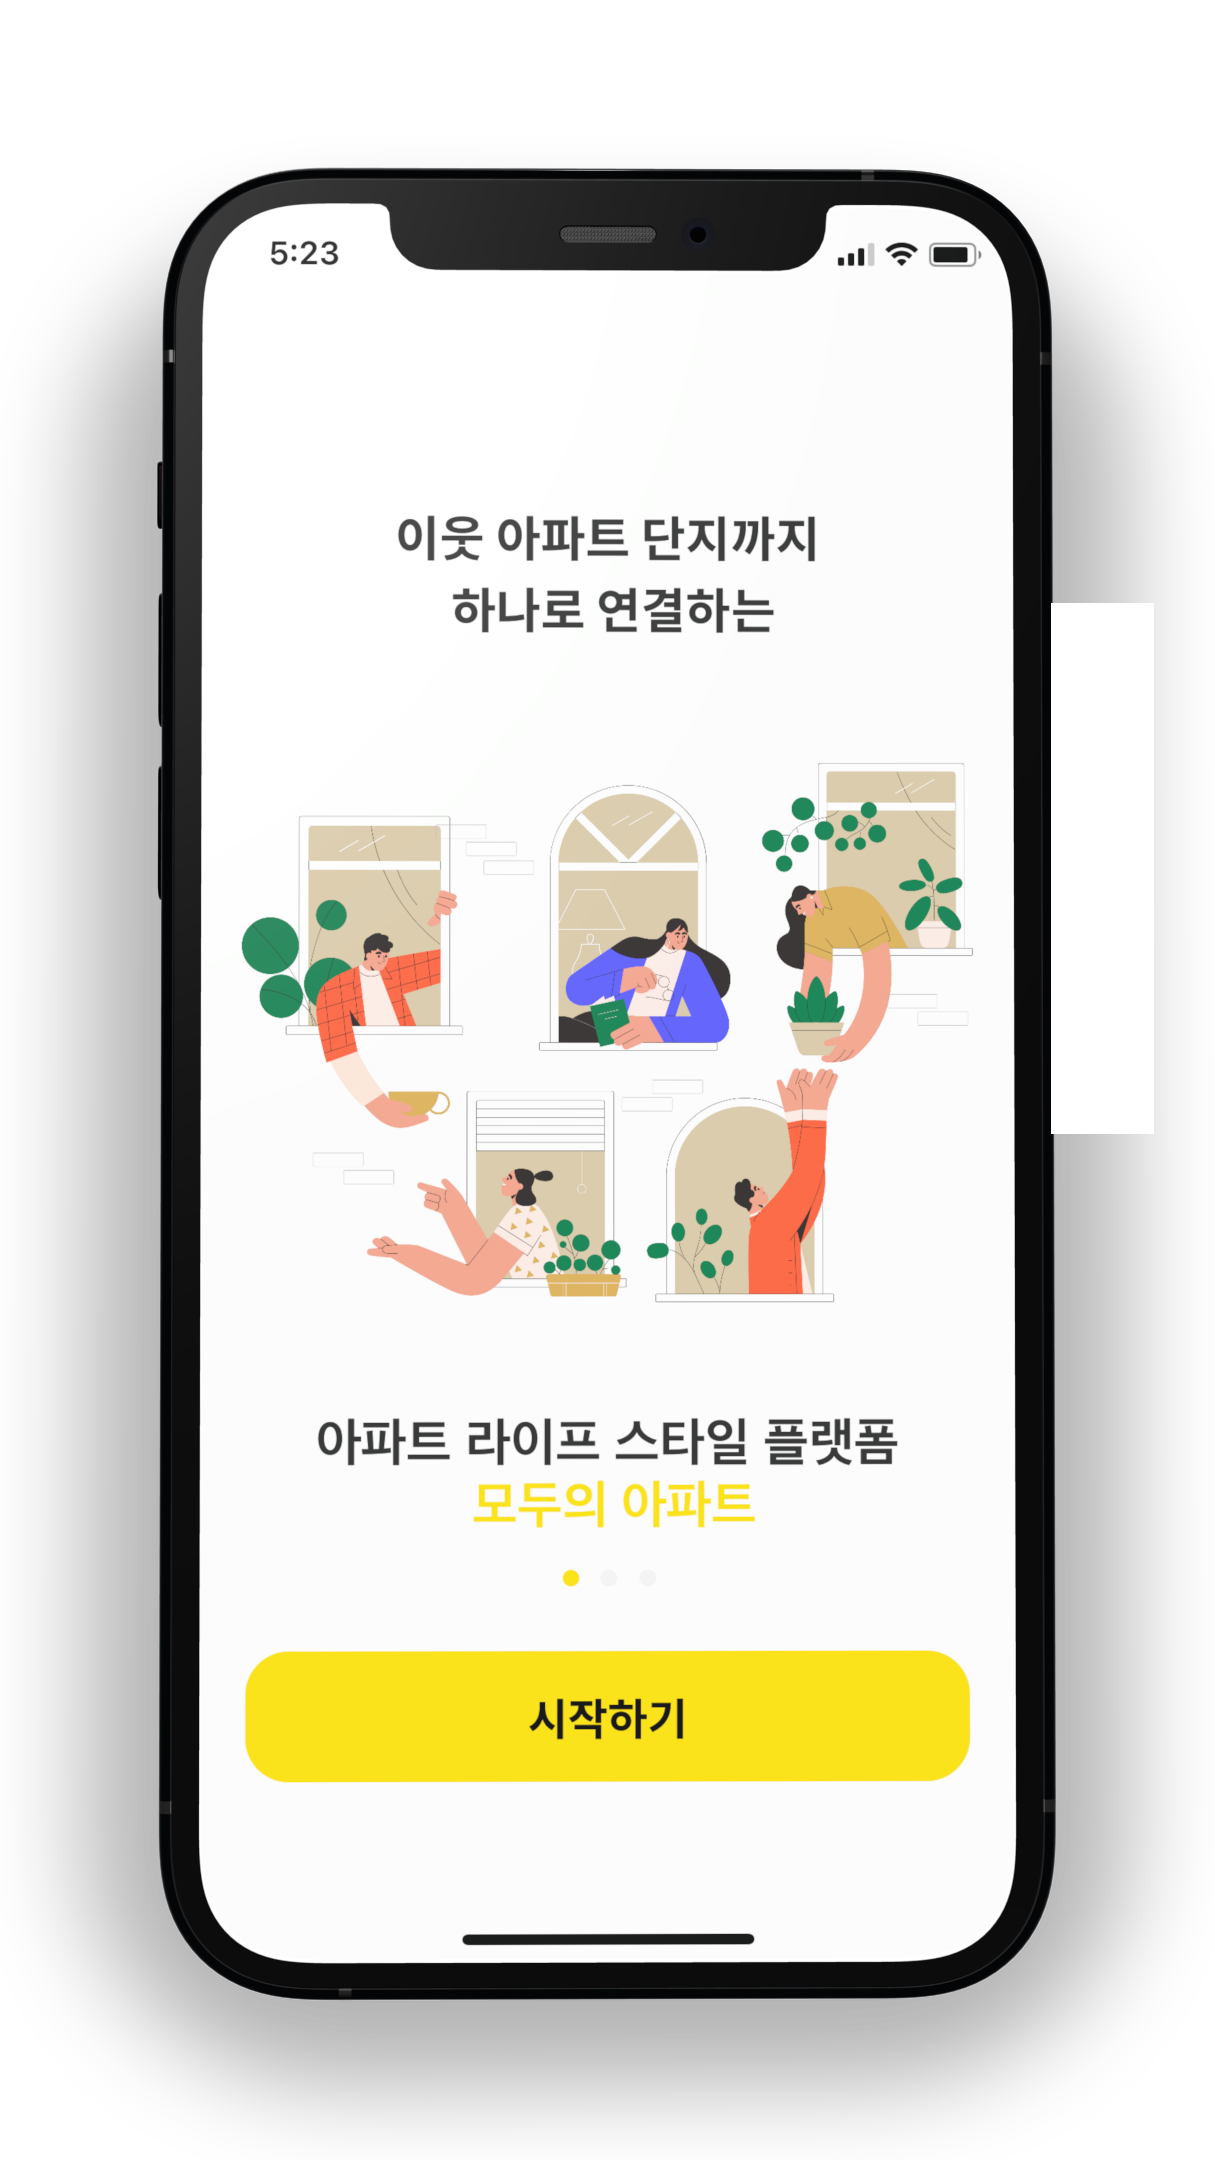 5:23
이웃 아파트 단지까지
하나로 연결하는
아파트 라이프 스타일 플랫폼
모두의 아파트
시작하기